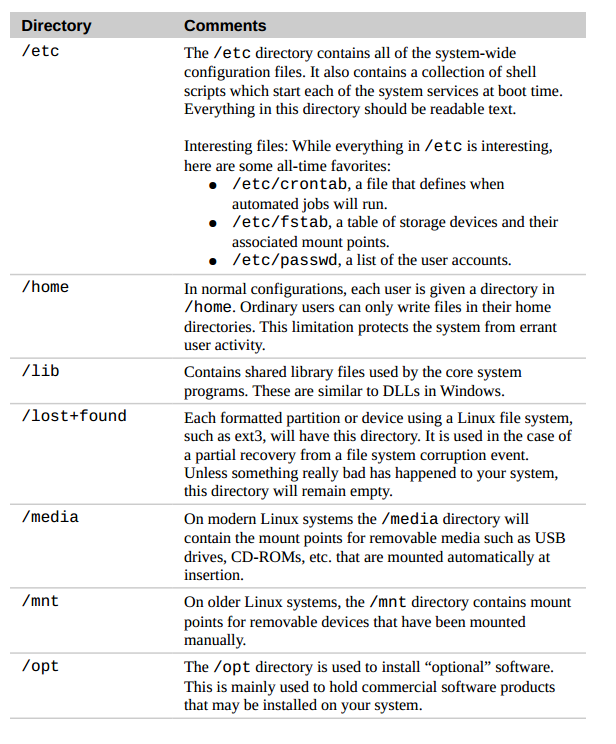 Directory Comments
/etc The /etc directory contains all of the system-wide
configuration files. It also contains a collection of shell
scripts which start each of the system services at boot time.
Everything in this directory should be readable text.
Interesting files: While everything in /etc is interesting,
here are some all-time favorites:
● /etc/crontab, a file that defines when
automated jobs will run.
● /etc/fstab, a table of storage devices and their
associated mount points.
● /etc/passwd, a list of the user accounts.
/home In normal configurations, each user is given a directory in
/home. Ordinary users can only write files in their home
directories. This limitation protects the system from errant
user activity.
/lib Contains shared library files used by the core system
programs. These are similar to DLLs in Windows.
/lost+found Each formatted partition or device using a Linux file system,
such as ext3, will have this directory. It is used in the case of
a partial recovery from a file system corruption event.
Unless something really bad has happened to your system,
this directory will remain empty.
/media On modern Linux systems the /media directory will
contain the mount points for removable media such as USB
drives, CD-ROMs, etc. that are mounted automatically at
insertion.
/mnt On older Linux systems, the /mnt directory contains mount
points for removable devices that have been mounted
manually.
/opt The /opt directory is used to install “optional” software.
This is mainly used to hold commercial software products
that may be installed on your system.